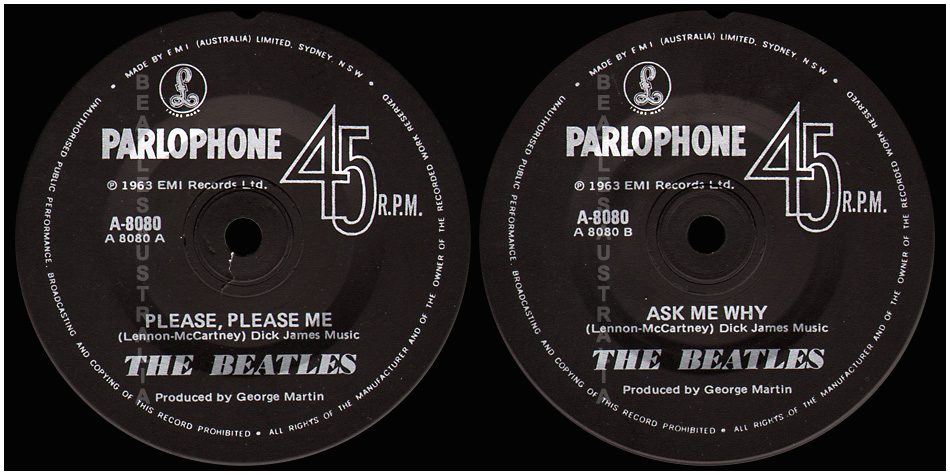 MADE BY EMI (AUSTRALIA) LIMITED, SYDNEY, N S W •
UNAUTHORISED PUBLIC PERFORMANCE, BROADCASTING AND COPYING OF THIS RECORD PROHIBITED • ALL RIGHTS OF THE MANUFACTURER AND OF THE OWNER OF THE RECORDED WORK RESERVED •
£
TRADE MARK
PARLOPHONE
45 R.P.M.
℗ 1963 EMI Records Ltd.
A-8080
A 8080 A
PLEASE, PLEASE ME
(Lennon-McCartney) Dick James Music
THE BEATLES
Produced by George Martin
MADE BY EMI (AUSTRALIA) LIMITED, SYDNEY, N S W •
UNAUTHORISED PUBLIC PERFORMANCE, BROADCASTING AND COPYING OF THIS RECORD PROHIBITED • ALL RIGHTS OF THE MANUFACTURER AND OF THE OWNER OF THE RECORDED WORK RESERVED •
£
TRADE MARK
PARLOPHONE
45 R.P.M.
℗ 1963 EMI Records Ltd.
A-8080
A 8080 B
ASK ME WHY
(Lennon-McCartney) Dick James Music
THE BEATLES
Produced by George Martin